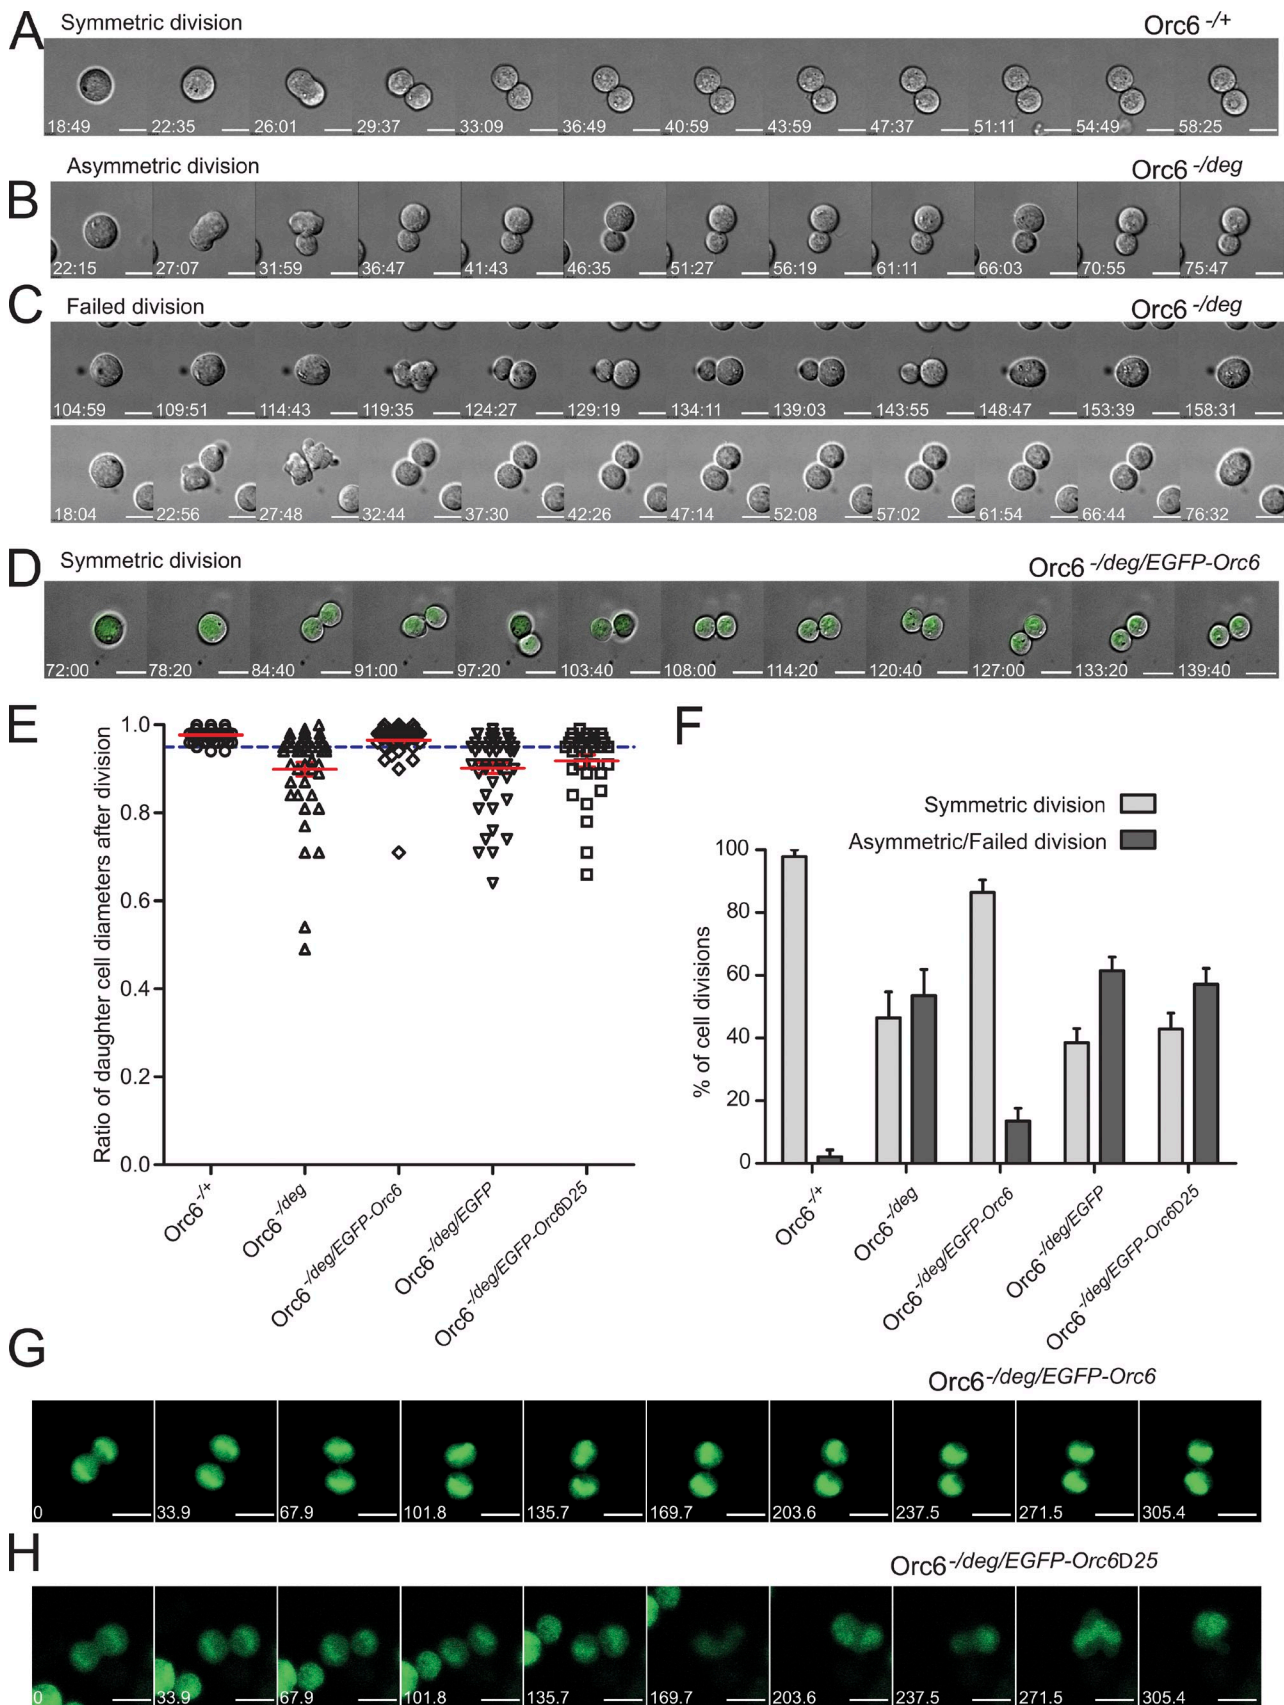 A Symmetric division Orc6 -/+
18:49 22:35 26:01 29:37 33:09 36:49 40:59 43:59 47:37 51:11 54:49 58:25
B Asymmetric division Orc6 -/deg
22:15 27:07 31:59 36:47 41:43 46:35 51:27 56:19 61:11 66:03 70:55 75:47
C Failed division Orc6 -/deg
104:59 109:51 114:43 119:35 124:27 129:19 134:11 139:03 143:55 148:47 153:39 158:31
18:04 22:56 27:48 32:44 37:30 42:26 47:14 52:08 57:02 61:54 66:44 76:32
D Symmetric division Orc6 -/deg/EGFP-Orc6
72:00 78:20 84:40 91:00 97:20 103:40 108:00 114:20 120:40 127:00 133:20 139:40
E
Ratio of daughter cell diameters after division
1.0
0.8
0.6
0.4
0.2
0.0
Orc6 -/+
Orc6 -/deg
Orc6 -/deg/EGFP-Orc6
Orc6 -/deg/EGFP
Orc6 -/deg/EGFP-Orc6D25
F
Symmetric division
Asymmetric/Failed division
% of cell divisions
100
80
60
40
20
0
Orc6 -/+
Orc6 -/deg
Orc6 -/deg/EGFP-Orc6
Orc6 -/deg/EGFP
Orc6 -/deg/EGFP-Orc6D25
G
Orc6 -/deg/EGFP-Orc6
0 33.9 67.9 101.8 135.7 169.7 203.6 237.5 271.5 305.4
H
Orc6 -/deg/EGFP-Orc6D25
0 33.9 67.9 101.8 135.7 169.7 203.6 237.5 271.5 305.4